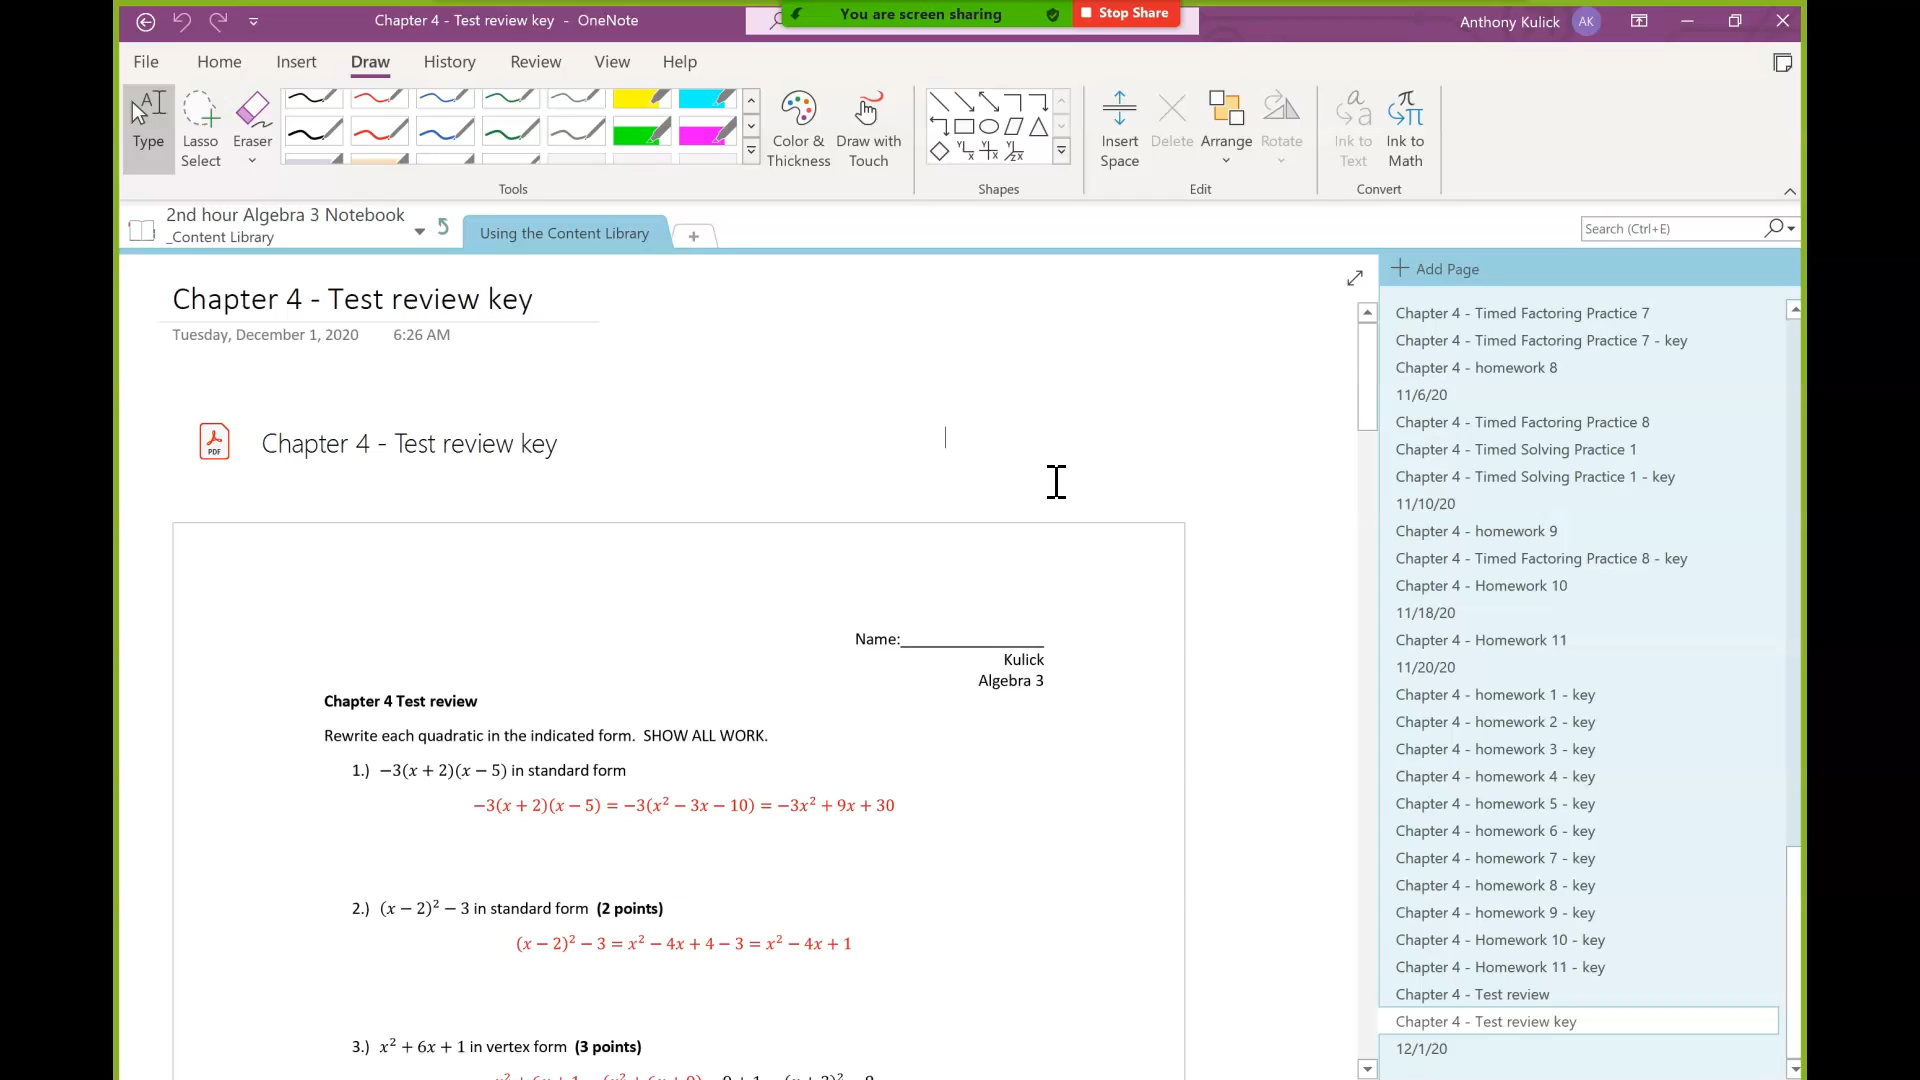 Chapter 4 - Test review key - OneNote
You are screen sharing
Stop Share
Anthony Kulick
AK
File Home Insert Draw History Review View Help
Type
Lasso Select
Eraser
Color & Thickness
Draw with Touch
Insert Space
Delete
Arrange
Rotate
Ink to Text
Ink to Math
Tools
Shapes
Edit
Convert
2nd hour Algebra 3 Notebook
_Content Library
Using the Content Library
Search (Ctrl+E)
Chapter 4 - Test review key
Tuesday, December 1, 2020 6:26 AM
PDF
Chapter 4 - Test review key
Name:
Kulick
Algebra 3
Chapter 4 Test review
Rewrite each quadratic in the indicated form. SHOW ALL WORK.
1.) −3(x + 2)(x − 5) in standard form
−3(x + 2)(x − 5) = −3(x² − 3x − 10) = −3x² + 9x + 30
2.) (x − 2)² − 3 in standard form (2 points)
(x − 2)² − 3 = x² − 4x + 4 − 3 = x² − 4x + 1
3.) x² + 6x + 1 in vertex form (3 points)
Add Page
Chapter 4 - Timed Factoring Practice 7
Chapter 4 - Timed Factoring Practice 7 - key
Chapter 4 - homework 8
11/6/20
Chapter 4 - Timed Factoring Practice 8
Chapter 4 - Timed Solving Practice 1
Chapter 4 - Timed Solving Practice 1 - key
11/10/20
Chapter 4 - homework 9
Chapter 4 - Timed Factoring Practice 8 - key
Chapter 4 - Homework 10
11/18/20
Chapter 4 - Homework 11
11/20/20
Chapter 4 - homework 1 - key
Chapter 4 - homework 2 - key
Chapter 4 - homework 3 - key
Chapter 4 - homework 4 - key
Chapter 4 - homework 5 - key
Chapter 4 - homework 6 - key
Chapter 4 - homework 7 - key
Chapter 4 - homework 8 - key
Chapter 4 - homework 9 - key
Chapter 4 - Homework 10 - key
Chapter 4 - Homework 11 - key
Chapter 4 - Test review
Chapter 4 - Test review key
12/1/20